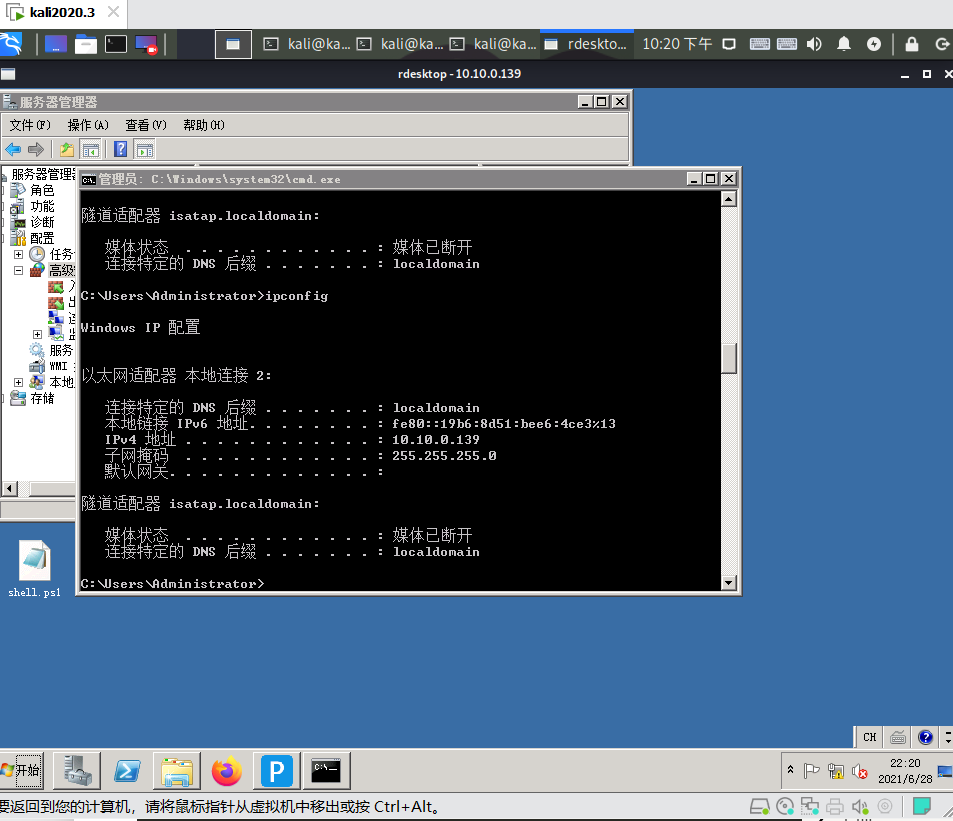 kali2020.3
kali@ka... kali@ka... kali@ka... rdeskto... 10:20 下午
rdesktop - 10.10.0.139
服务器管理器
文件(F) 操作(A) 查看(V) 帮助(H)
服务器管理
角色
功能
诊断
配置
任务
高级
服务
WMI
本地
存储
管理员: C:\Windows\system32\cmd.exe
隧道适配器 isatap.localdomain:
媒体状态 . . . . . . . . . . . . : 媒体已断开
连接特定的 DNS 后缀 . . . . . . . : localdomain
C:\Users\Administrator>ipconfig
Windows IP 配置
以太网适配器 本地连接 2:
连接特定的 DNS 后缀 . . . . . . . : localdomain
本地链接 IPv6 地址. . . . . . . . : fe80::19b6:8d51:bee6:4ce3%13
IPv4 地址 . . . . . . . . . . . . : 10.10.0.139
子网掩码 . . . . . . . . . . . . : 255.255.255.0
默认网关. . . . . . . . . . . . . :
隧道适配器 isatap.localdomain:
媒体状态 . . . . . . . . . . . . : 媒体已断开
连接特定的 DNS 后缀 . . . . . . . : localdomain
C:\Users\Administrator>
shell.ps1
CH
开始
22:20
2021/6/28
要返回到您的计算机，请将鼠标指针从虚拟机中移出或按 Ctrl+Alt。